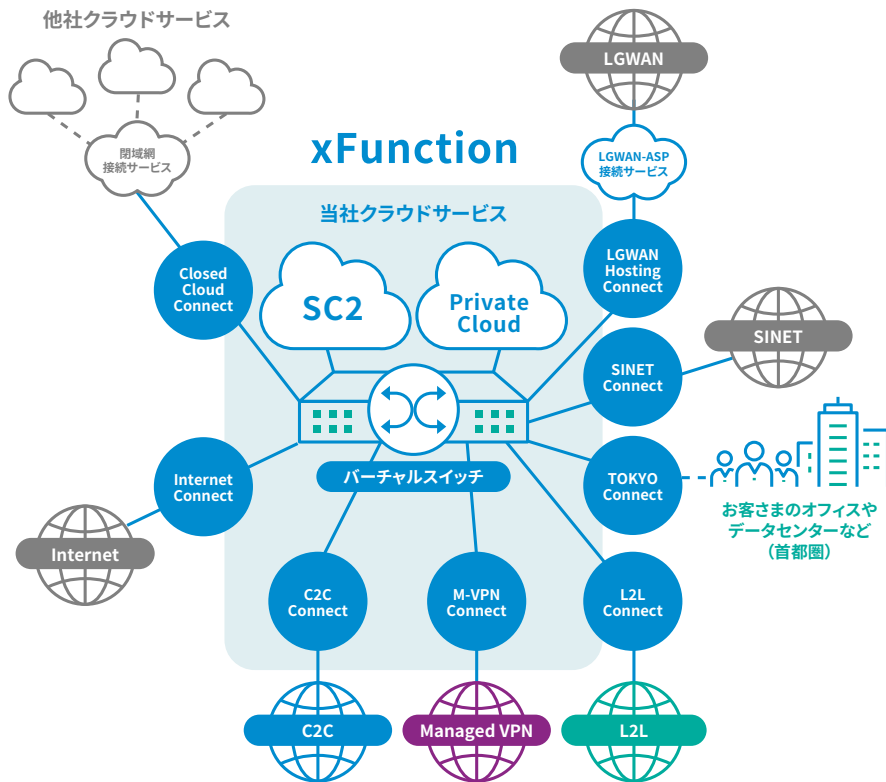 他社クラウドサービス
LGWAN
閉域網
接続サービス
xFunction
LGWAN-ASP
接続サービス
当社クラウドサービス
Closed
Cloud
Connect
SC2
Private
Cloud
LGWAN
Hosting
Connect
SINET
SINET
Connect
バーチャルスイッチ
Internet
Connect
TOKYO
Connect
お客さまのオフィスや
データセンターなど
（首都圏）
Internet
C2C
Connect
M-VPN
Connect
L2L
Connect
C2C
Managed VPN
L2L